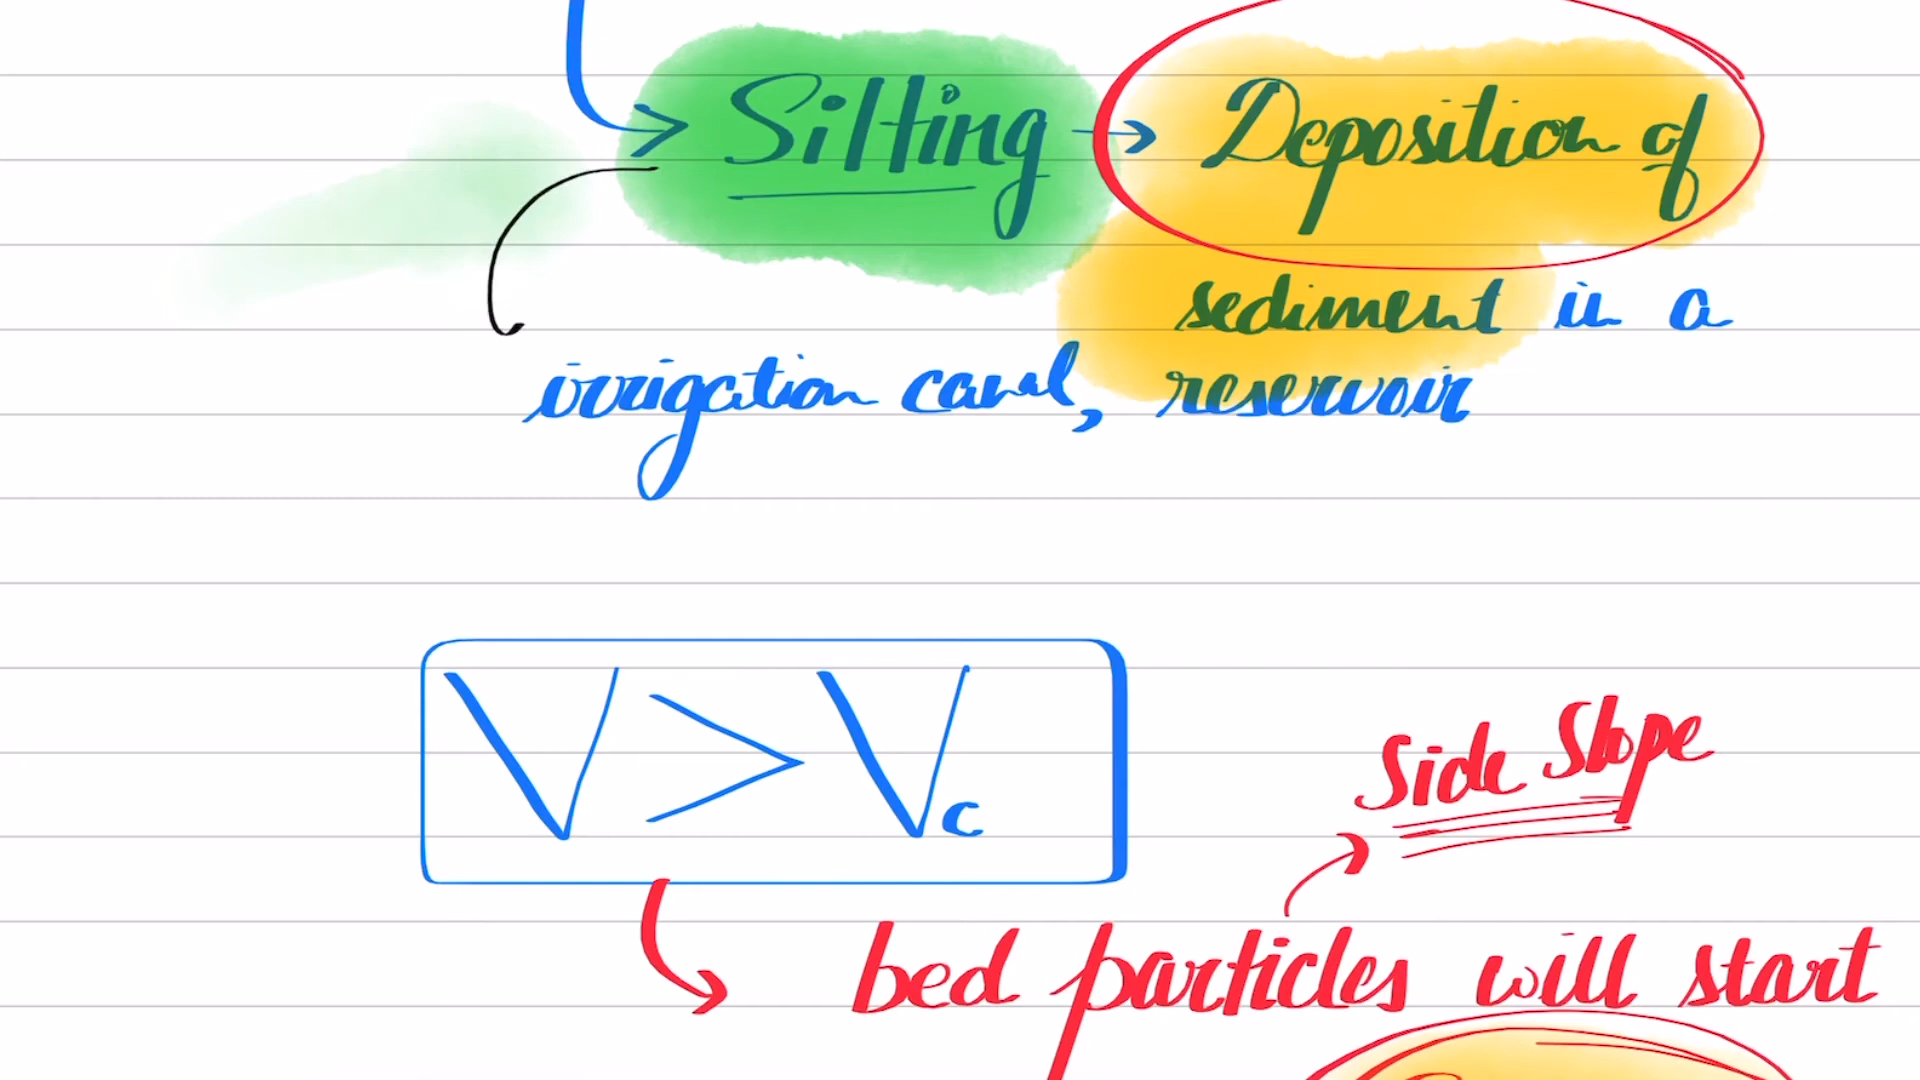 Silting → Deposition of
sediment in a
irrigation canal, reservoir
V > Vc
Side Slope
bed particles will start